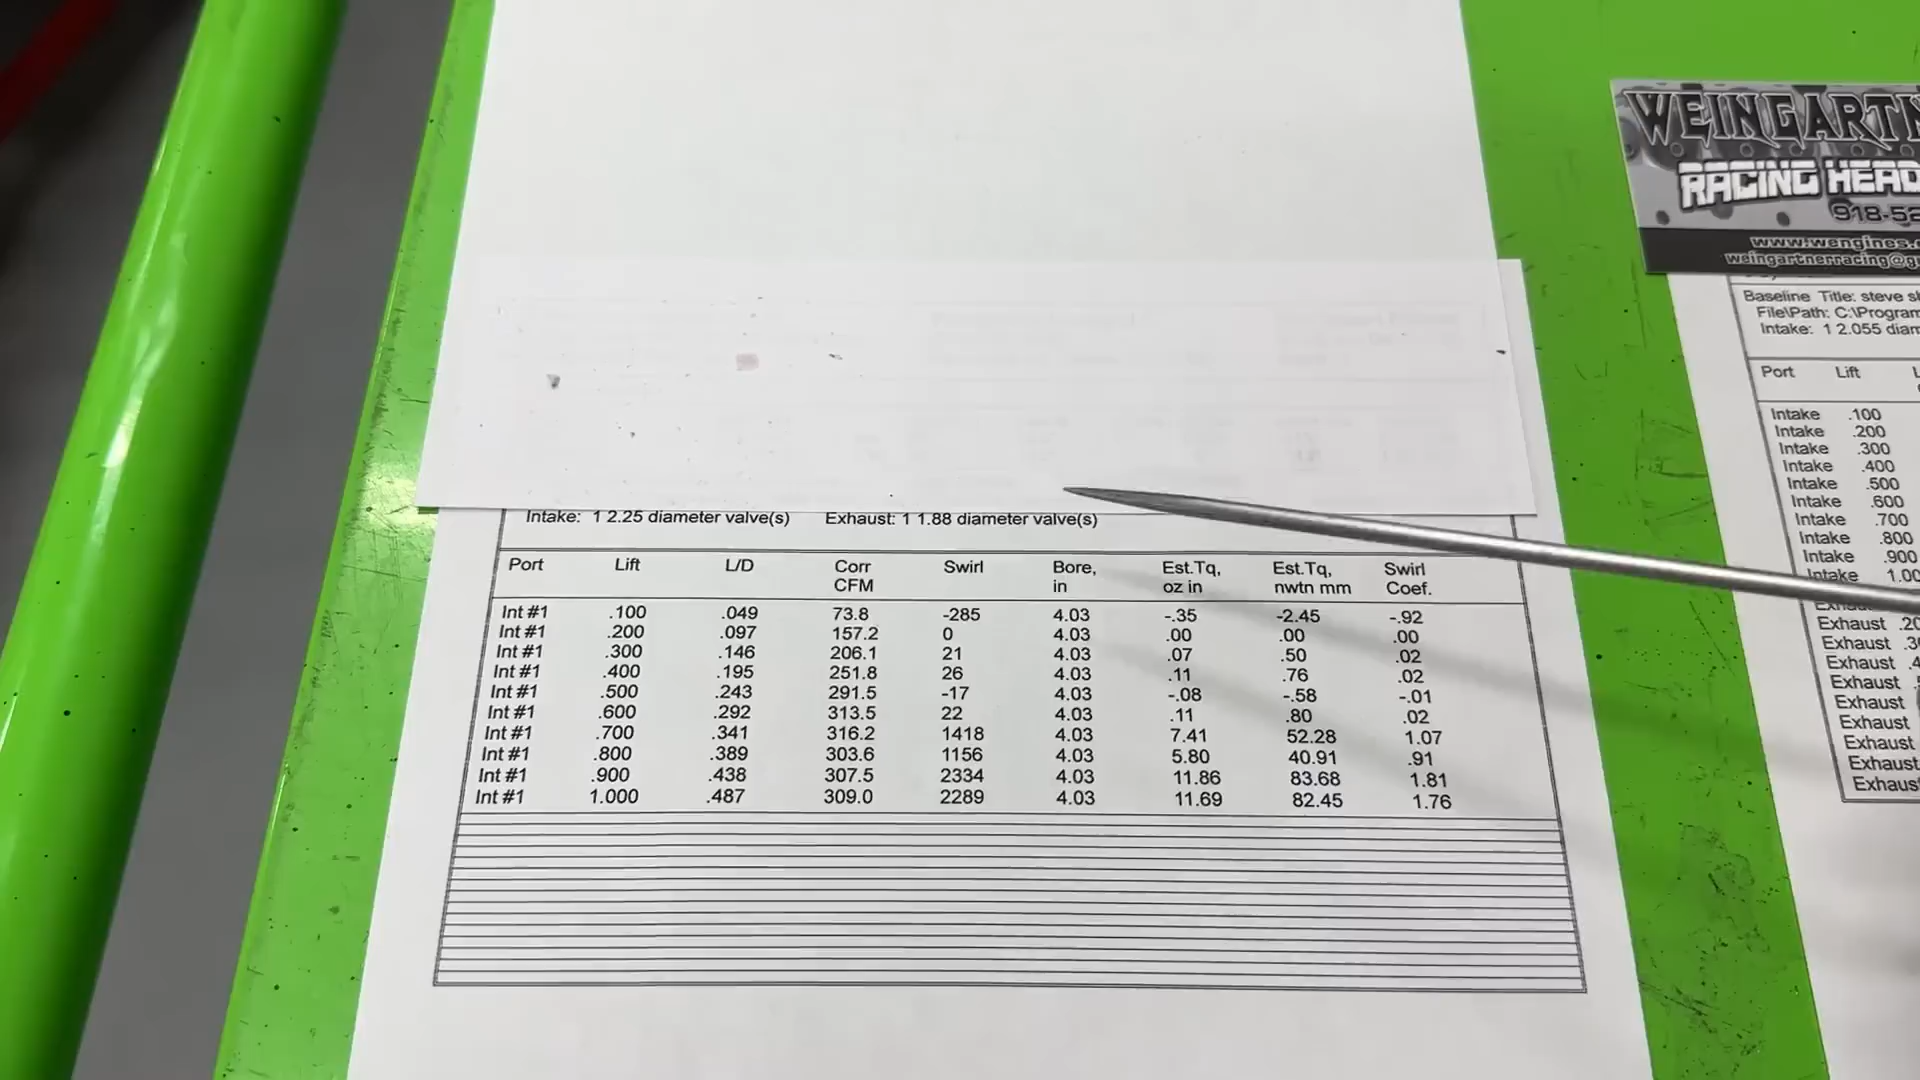 Intake: 1 2.25 diameter valve(s) Exhaust: 1 1.88 diameter valve(s)
Port Lift L/D Corr CFM Swirl Bore, in Est.Tq, oz in Est.Tq, nwtn mm Swirl Coef.
Int #1 .100 .049 73.8 -285 4.03 -.35 -2.45 -.92
Int #1 .200 .097 157.2 0 4.03 .00 .00 .00
Int #1 .300 .146 206.1 21 4.03 .07 .50 .02
Int #1 .400 .195 251.8 26 4.03 .11 .76 .02
Int #1 .500 .243 291.5 -17 4.03 -.08 -.58 -.01
Int #1 .600 .292 313.5 22 4.03 .11 .80 .02
Int #1 .700 .341 316.2 1418 4.03 7.41 52.28 1.07
Int #1 .800 .389 303.6 1156 4.03 5.80 40.91 .91
Int #1 .900 .438 307.5 2334 4.03 11.86 83.68 1.81
Int #1 1.000 .487 309.0 2289 4.03 11.69 82.45 1.76
WEINGARTN
RACING HEAD
918-52
www.wengines.
weingartnerracing@g
Baseline Title: steve s
File\Path: C:\Program
Intake: 1 2.055 diam
Port Lift
Intake .100
Intake .200
Intake .300
Intake .400
Intake .500
Intake .600
Intake .700
Intake .800
Intake .900
Intake 1.00
Exhaust .20
Exhaust .3
Exhaust .4
Exhaust
Exhaust
Exhaust
Exhaust
Exhaust
Exhaust